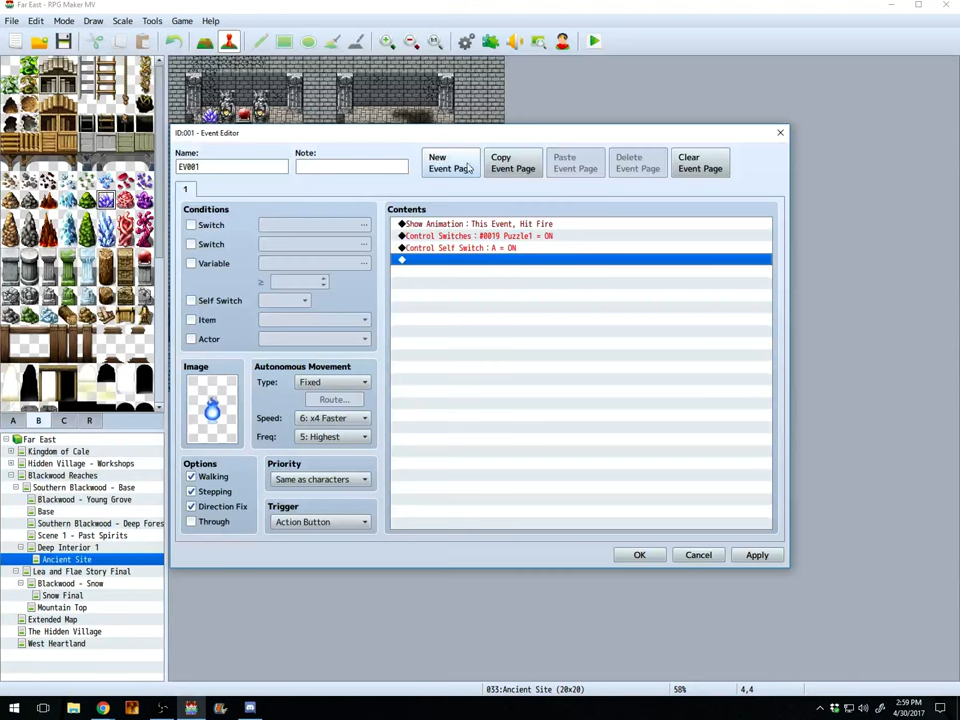 Far East - RPG Maker MV
File Edit Mode Draw Scale Tools Game Help
ID:001 - Event Editor
Name: Note:
EV001
New Event Page
Copy Event Page
Paste Event Page
Delete Event Page
Clear Event Page
1
Conditions
Switch ...
Switch ...
Variable ...
≥
Self Switch
Item
Actor
Contents
◆Show Animation : This Event, Hit Fire
◆Control Switches : #0019 Puzzle1 = ON
◆Control Self Switch : A = ON
◆
Image
Autonomous Movement
Type: Fixed
Route...
Speed: 6: x4 Faster
Freq: 5: Highest
Options
Walking
Stepping
Direction Fix
Through
Priority
Same as characters
Trigger
Action Button
OK Cancel Apply
A B C R
Far East
Kingdom of Cale
Hidden Village - Workshops
Blackwood Reaches
Southern Blackwood - Base
Blackwood - Young Grove
Base
Southern Blackwood - Deep Fores
Scene 1 - Past Spirits
Deep Interior 1
Ancient Site
Lea and Flae Story Final
Blackwood - Snow
Snow Final
Mountain Top
Extended Map
The Hidden Village
West Heartland
033:Ancient Site (20x20) 58% 4,4
2:59 PM
4/30/2017